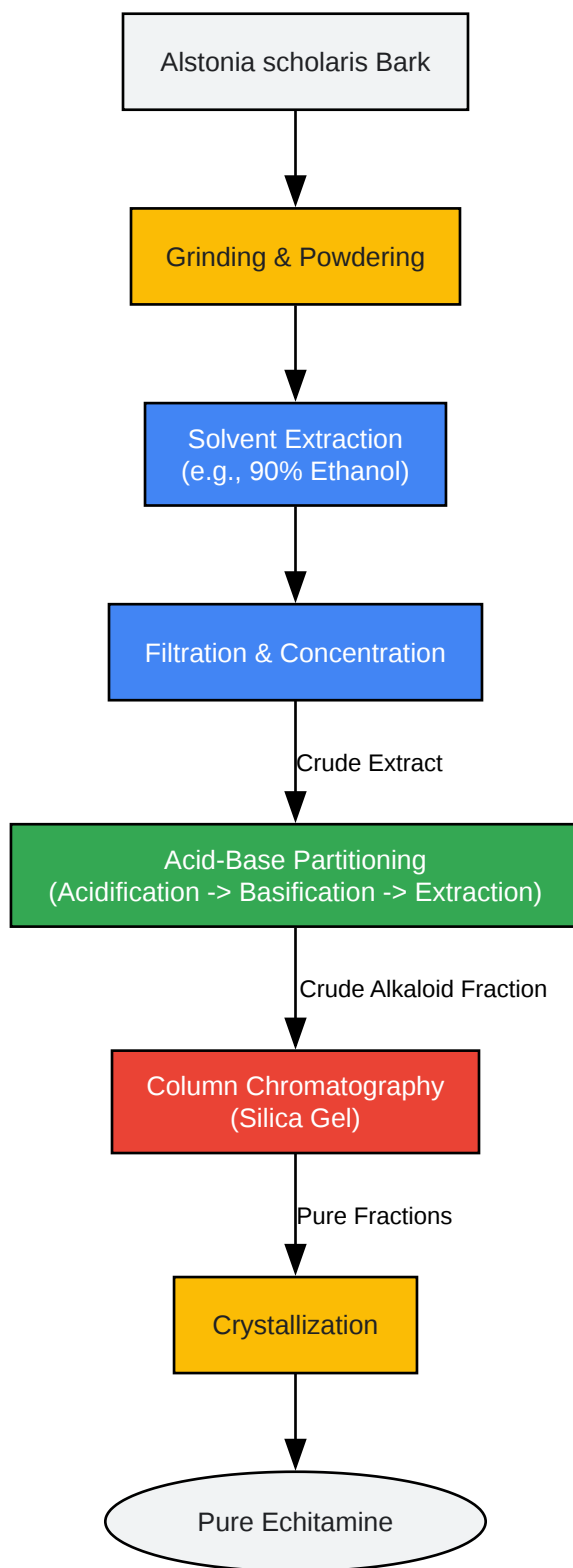 Alstonia scholaris Bark
Grinding & Powdering
Solvent Extraction
(e.g., 90% Ethanol)
Filtration & Concentration
Crude Extract
Acid-Base Partitioning
(Acidification -> Basification -> Extraction)
Crude Alkaloid Fraction
Column Chromatography
(Silica Gel)
Pure Fractions
Crystallization
Pure Echitamine